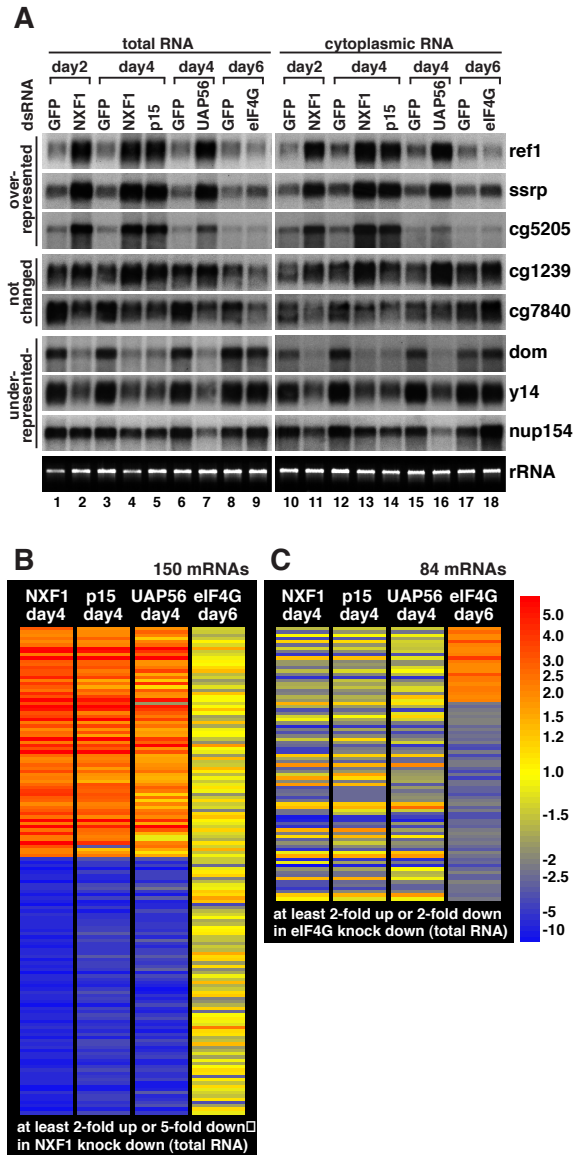 A
total RNA cytoplasmic RNA
day2 day4 day4 day6 day2 day4 day4 day6
dsRNA GFP NXF1 GFP NXF1 p15 GFP UAP56 GFP eIF4G GFP NXF1 GFP NXF1 p15 GFP UAP56 GFP eIF4G
over-
represented
ref1
ssrp
cg5205
not
changed
cg1239
cg7840
under-
represented-
dom
y14
nup154
rRNA
1 2 3 4 5 6 7 8 9 10 11 12 13 14 15 16 17 18
B
150 mRNAs
NXF1 p15 UAP56 eIF4G
day4 day4 day4 day6
at least 2-fold up or 5-fold down
in NXF1 knock down (total RNA)
C
84 mRNAs
NXF1 p15 UAP56 eIF4G
day4 day4 day4 day6
at least 2-fold up or 2-fold down
in eIF4G knock down (total RNA)
5.0
4.0
3.0
2.5
2.0
1.5
1.2
1.0
-1.5
-2
-2.5
-5
-10